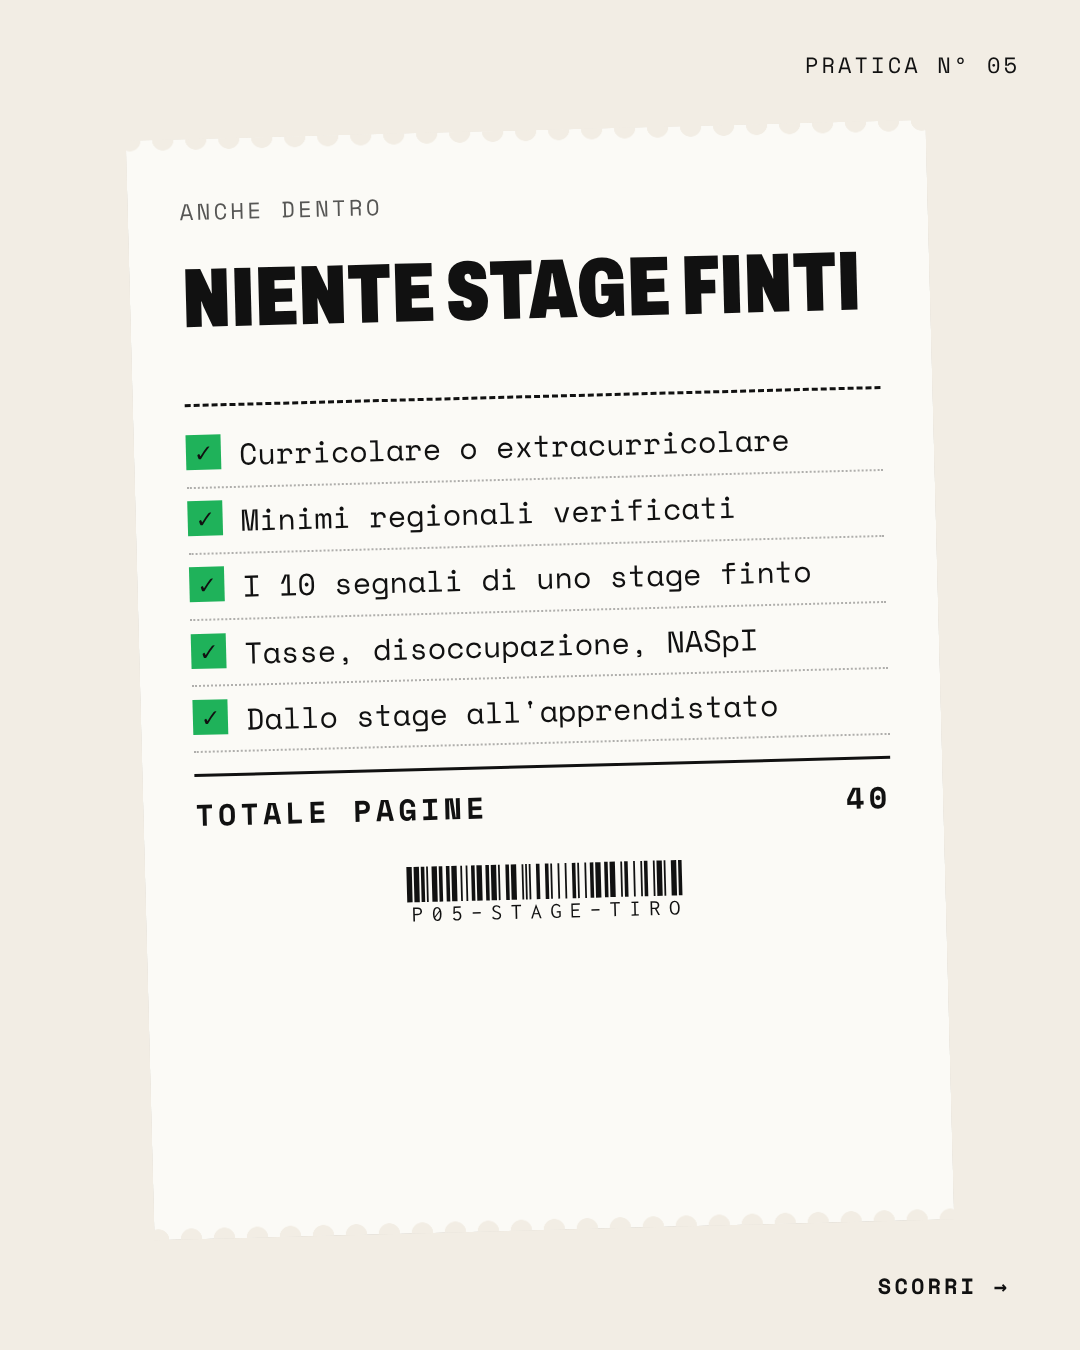 PRATICA N° 05
ANCHE DENTRO
NIENTE STAGE FINTI
✓ Curricolare o extracurricolare
✓ Minimi regionali verificati
✓ I 10 segnali di uno stage finto
✓ Tasse, disoccupazione, NASpI
✓ Dallo stage all'apprendistato
TOTALE PAGINE 40
P05-STAGE-TIRO
SCORRI →